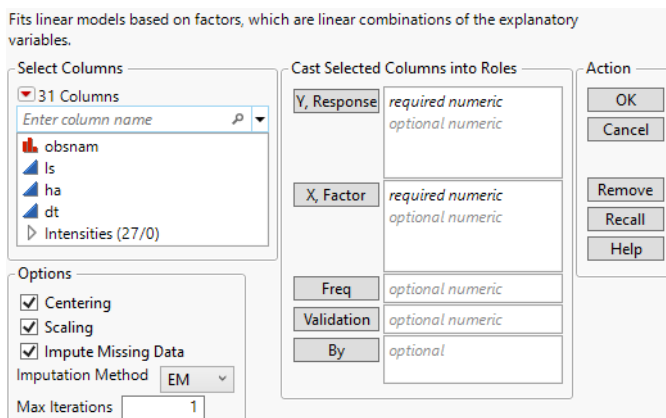 Fits linear models based on factors, which are linear combinations of the explanatory
variables.
Select Columns
31 Columns
Enter column name
obsnam
ls
ha
dt
Intensities (27/0)
Options
Centering
Scaling
Impute Missing Data
Imputation Method EM
Max Iterations 1
Cast Selected Columns into Roles
Y, Response required numeric
optional numeric
X, Factor required numeric
optional numeric
Freq optional numeric
Validation optional numeric
By optional
Action
OK
Cancel
Remove
Recall
Help